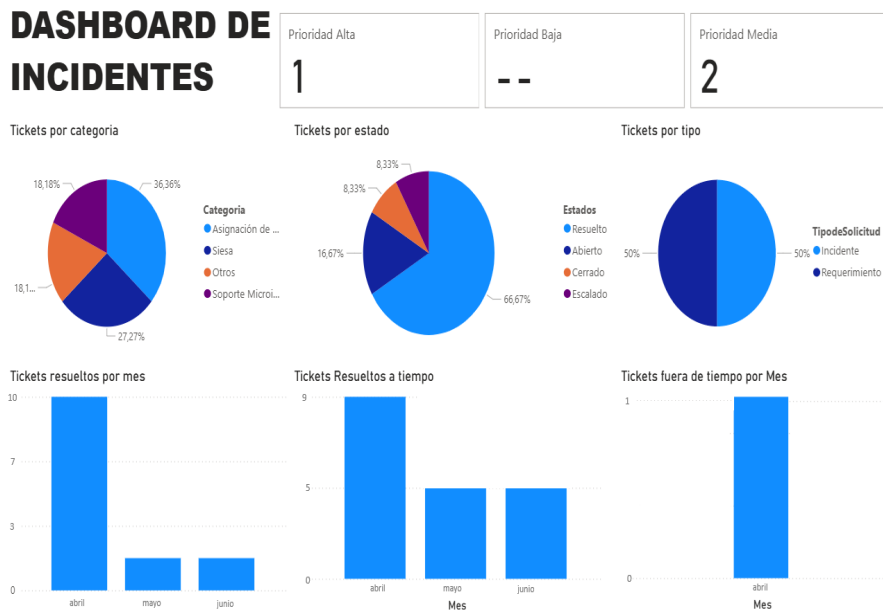 DASHBOARD DE
INCIDENTES
Prioridad Alta
1
Prioridad Baja
--
Prioridad Media
2
Tickets por categoria
18,18%
36,36%
18,1...
27,27%
Categoria
Asignación de ...
Siesa
Otros
Soporte Microi...
Tickets por estado
8,33%
8,33%
16,67%
66,67%
Estados
Resuelto
Abierto
Cerrado
Escalado
Tickets por tipo
50%
50%
TipodeSolicitud
Incidente
Requerimiento
Tickets resueltos por mes
10
7
3
0
abril
mayo
junio
Tickets Resueltos a tiempo
9
5
0
abril
mayo
junio
Mes
Tickets fuera de tiempo por Mes
1
0
abril
Mes